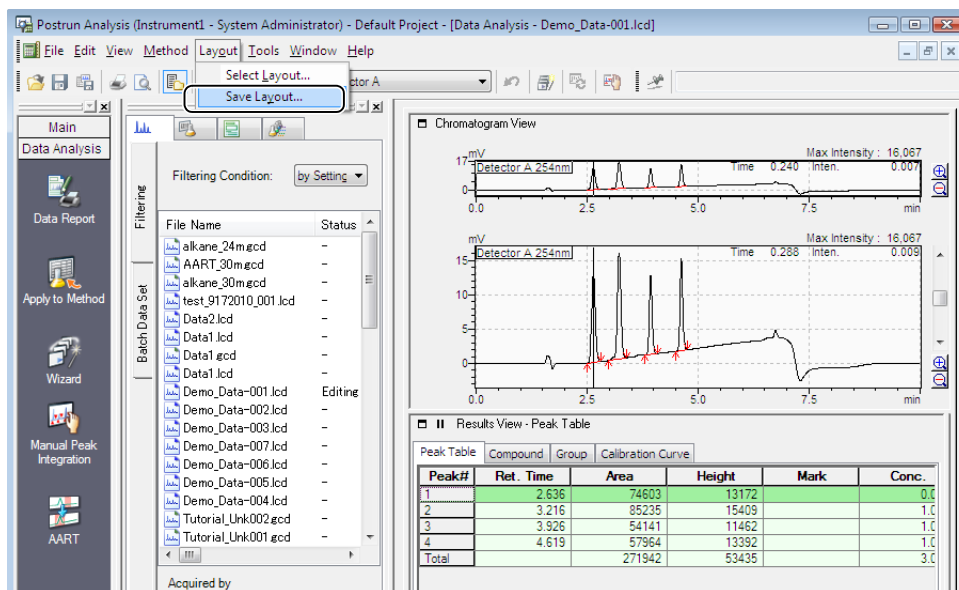 Postrun Analysis (Instrument1 - System Administrator) - Default Project - [Data Analysis - Demo_Data-001.lcd]
File Edit View Method Layout Tools Window Help
Select Layout...
Save Layout...
ctor A
Main
Data Analysis
Data Report
Apply to Method
Wizard
Manual Peak
Integration
AART
Filtering
Batch Data Set
Filtering Condition: by Setting
File Name Status
alkane_24m.gcd -
AART_30m.gcd -
alkane_30m.gcd -
test_9172010_001.lcd -
Data2.lcd -
Data1.lcd -
Data1.gcd -
Data1.lcd -
Demo_Data-001.lcd Editing
Demo_Data-002.lcd -
Demo_Data-003.lcd -
Demo_Data-007.lcd -
Demo_Data-006.lcd -
Demo_Data-005.lcd -
Demo_Data-004.lcd -
Tutorial_Unk002.gcd -
Tutorial_Unk001.gcd -
Acquired by
Chromatogram View
mV Max Intensity : 16,067
17 Detector A 254nm Time 0.240 Inten. 0.007
0
0.0 2.5 5.0 7.5 min
mV Max Intensity : 16,067
15 Detector A 254nm Time 0.288 Inten. 0.009
10
5
0
0.0 2.5 5.0 7.5 min
Results View - Peak Table
Peak Table Compound Group Calibration Curve
Peak# Ret. Time Area Height Mark Conc.
1 2.636 74603 13172 0.0
2 3.216 85235 15409 1.0
3 3.926 54141 11462 1.0
4 4.619 57964 13392 1.0
Total 271942 53435 3.0